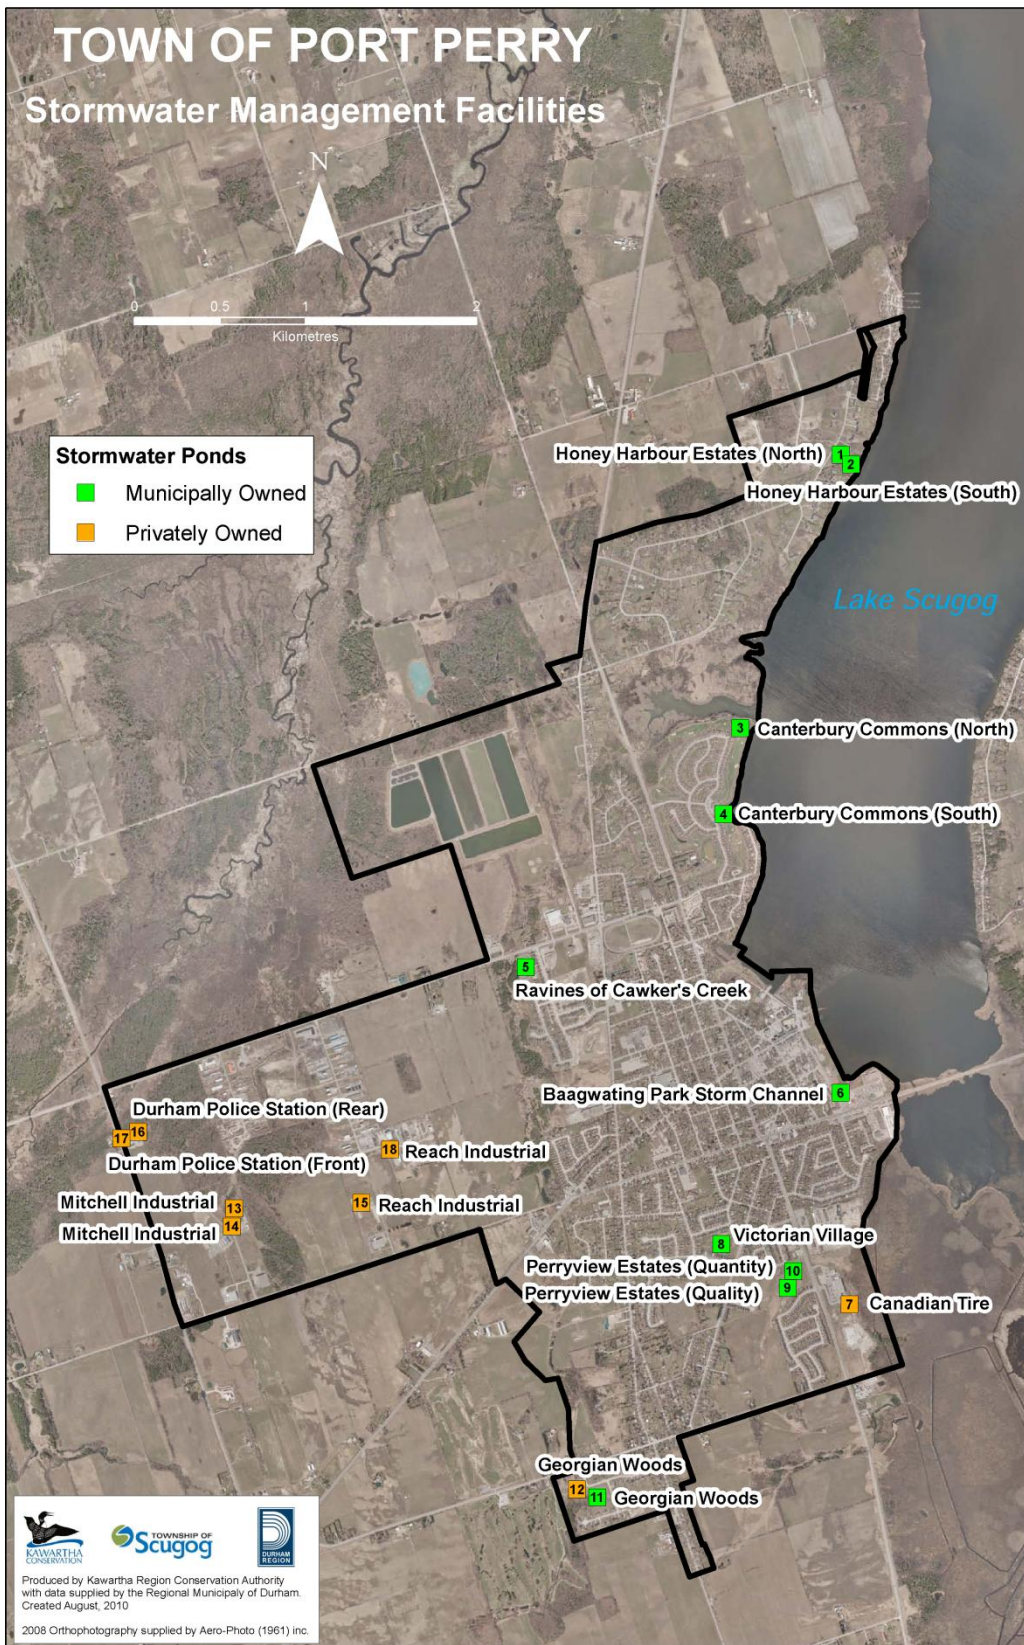 TOWN OF PORT PERRY
Stormwater Management Facilities
N
0 0.5 1 2
Kilometres
Stormwater Ponds
Municipally Owned
Privately Owned
Honey Harbour Estates (North) 1
2
Honey Harbour Estates (South)
Lake Scugog
3 Canterbury Commons (North)
4 Canterbury Commons (South)
5
Ravines of Cawker's Creek
Baagwating Park Storm Channel 6
Durham Police Station (Rear)
17 16
Durham Police Station (Front)
18 Reach Industrial
Mitchell Industrial 13
15 Reach Industrial
Mitchell Industrial 14
8 Victorian Village
Perryview Estates (Quantity) 10
Perryview Estates (Quality) 9
7 Canadian Tire
Georgian Woods
12 11 Georgian Woods
KAWARTHA
CONSERVATION
TOWNSHIP OF
Scugog
DURHAM
REGION
Produced by Kawartha Region Conservation Authority
with data supplied by the Regional Municipaly of Durham.
Created August, 2010
2008 Orthophotography supplied by Aero-Photo (1961) inc.